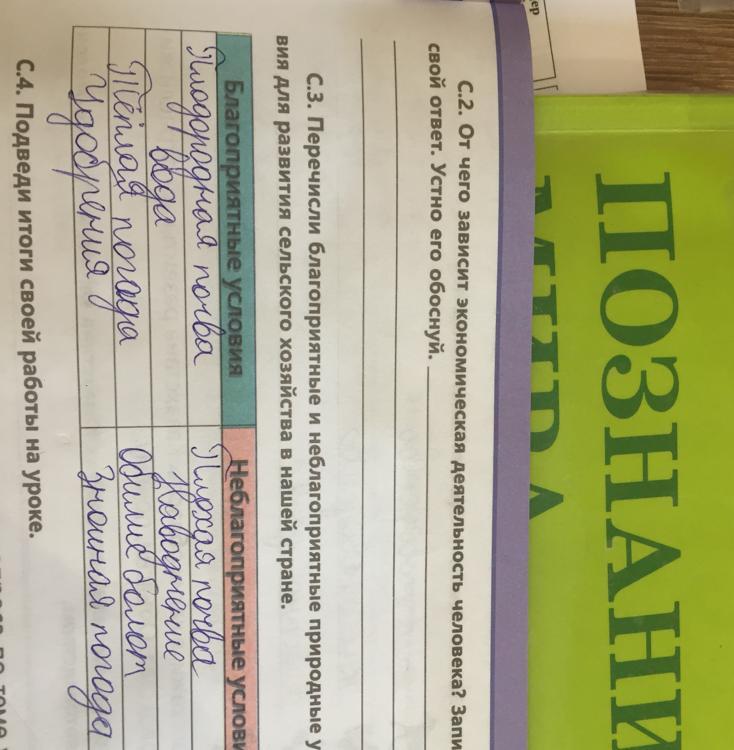 ПОЗНАНИ
МИРА
С.2. От чего зависит экономическая деятельность человека? Запи
свой ответ. Устно его обоснуй.
С.3. Перечисли благоприятные и неблагоприятные природные у
вия для развития сельского хозяйства в нашей стране.
Благоприятные условия
Неблагоприятные услови
Плодородная почва
Плохая почва
вода
Наводнение
Тёплая погода
Обилие болот
Удобрения
Знойная погода
С.4. Подведи итоги своей работы на уроке.